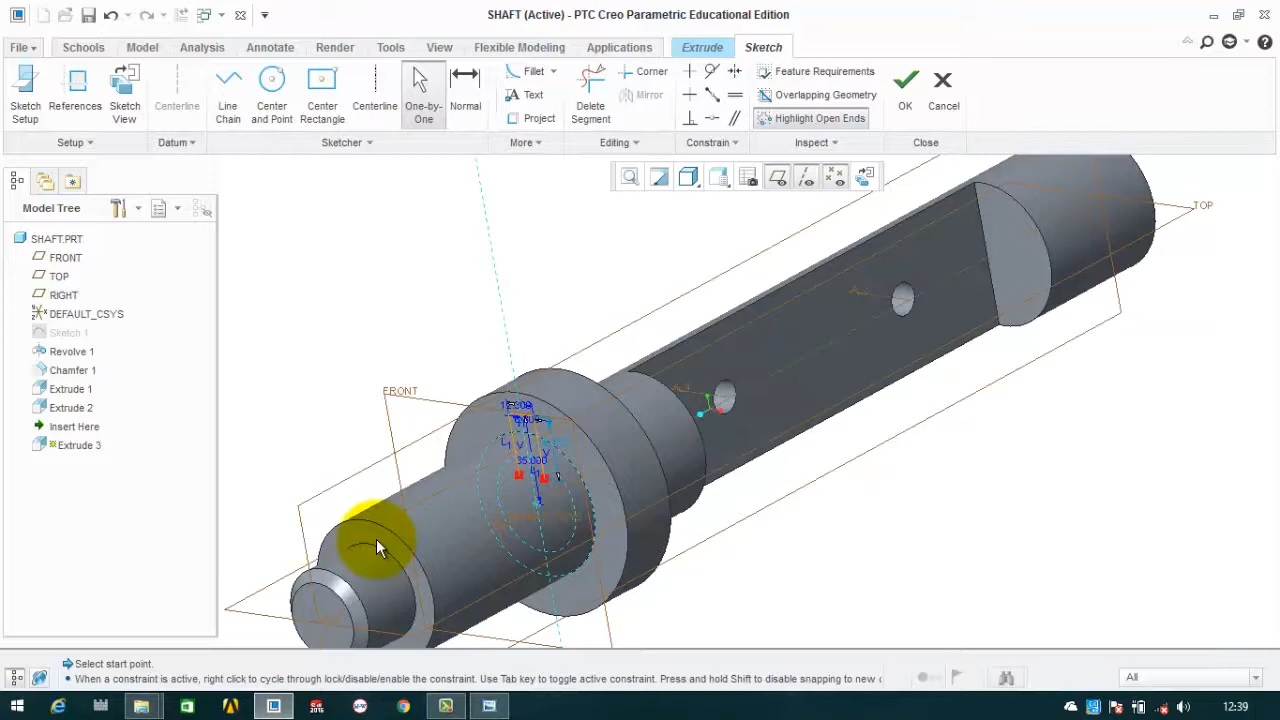 SHAFT (Active) - PTC Creo Parametric Educational Edition
File Schools Model Analysis Annotate Render Tools View Flexible Modeling Applications Extrude Sketch
Sketch Setup References Sketch View Centerline Line Chain Center and Point Center Rectangle Centerline One-by-One Normal
Fillet Corner
Text Mirror
Project
Delete Segment
Feature Requirements
Overlapping Geometry
Highlight Open Ends
OK Cancel
Setup Datum Sketcher More Editing Constrain Inspect Close
Model Tree
SHAFT.PRT
FRONT
TOP
RIGHT
DEFAULT_CSYS
Sketch 1
Revolve 1
Chamfer 1
Extrude 1
Extrude 2
Insert Here
Extrude 3
TOP
FRONT
35.000
Select start point.
When a constraint is active, right click to cycle through lock/disable/enable the constraint. Use Tab key to toggle active constraint. Press and hold Shift to disable snapping to new c
All
12:39